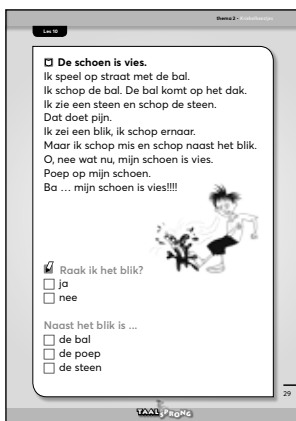 thema 2 •
Les 10
De schoen is vies.
Ik speel op straat met de bal.
Ik schop de bal. De bal komt op het dak.
Ik zie een steen en schop de steen.
Dat doet pijn.
Ik zei een blik, ik schop ernaar.
Maar ik schop mis en schop naast het blik.
O, nee wat nu, mijn schoen is vies.
Poep op mijn schoen.
Ba … mijn schoen is vies!!!!
Raak ik het blik?
ja
nee
Naast het blik is ...
de bal
de poep
de steen
29
TAALSPRONG